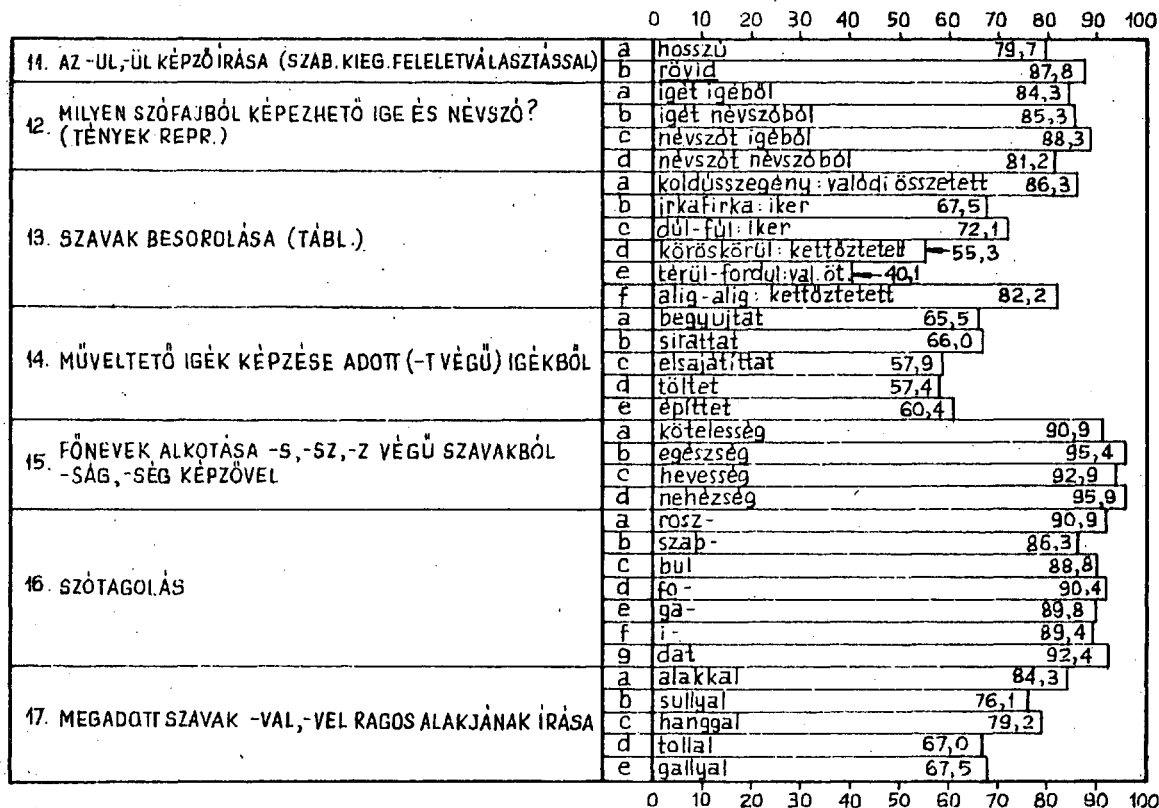 0 10 20 30 40 50 60 70 80 90 100
11. AZ -UL,-ÜL KÉPZŐ ÍRÁSA (SZAB. KIEG. FELELETVÁLASZTÁSSAL)
a hosszú 79,7
b rövid 87,8
12. MILYEN SZÓFAJBÓL KÉPEZHETŐ IGE ÉS NÉVSZÓ?
(TÉNYEK REPR.)
a igét igéből 84,3
b igét névszóból 85,3
c névszót igéből 88,3
d névszót névszóból 81,2
13. SZAVAK BESOROLÁSA (TÁBL.)
a koldússzegény: valódi összetett 86,3
b irkafirka: iker 67,5
c dúl-fúl: iker 72,1
d köröskörül: kettőztetett 55,3
e térül-fordul: val. öt. 40,1
f alig-alig: kettőztetett 82,2
14. MŰVELTETŐ IGÉK KÉPZÉSE ADOTT (-T VÉGŰ) IGÉKBŐL
a begyujtat 65,5
b sirattat 66,0
c elsajátíttat 57,9
d töltet 57,4
e építtet 60,4
15. FŐNEVEK ALKOTÁSA -S,-SZ,-Z VÉGŰ SZAVAKBÓL
-SÁG,-SÉG KÉPZŐVEL
a kötelesség 90,9
b egészség 95,4
c hevesség 92,9
d nehézség 95,9
16. SZÓTAGOLÁS
a rosz- 90,9
b szab- 86,3
c bul 88,8
d fo- 90,4
e ga- 89,8
f i- 89,4
g dat 92,4
17. MEGADOTT SZAVAK -VAL,-VEL RAGOS ALAKJÁNAK ÍRÁSA
a alakkal 84,3
b sullyal 76,1
c hanggal 79,2
d tollal 67,0
e gallyal 67,5
0 10 20 30 40 50 60 70 80 90 100